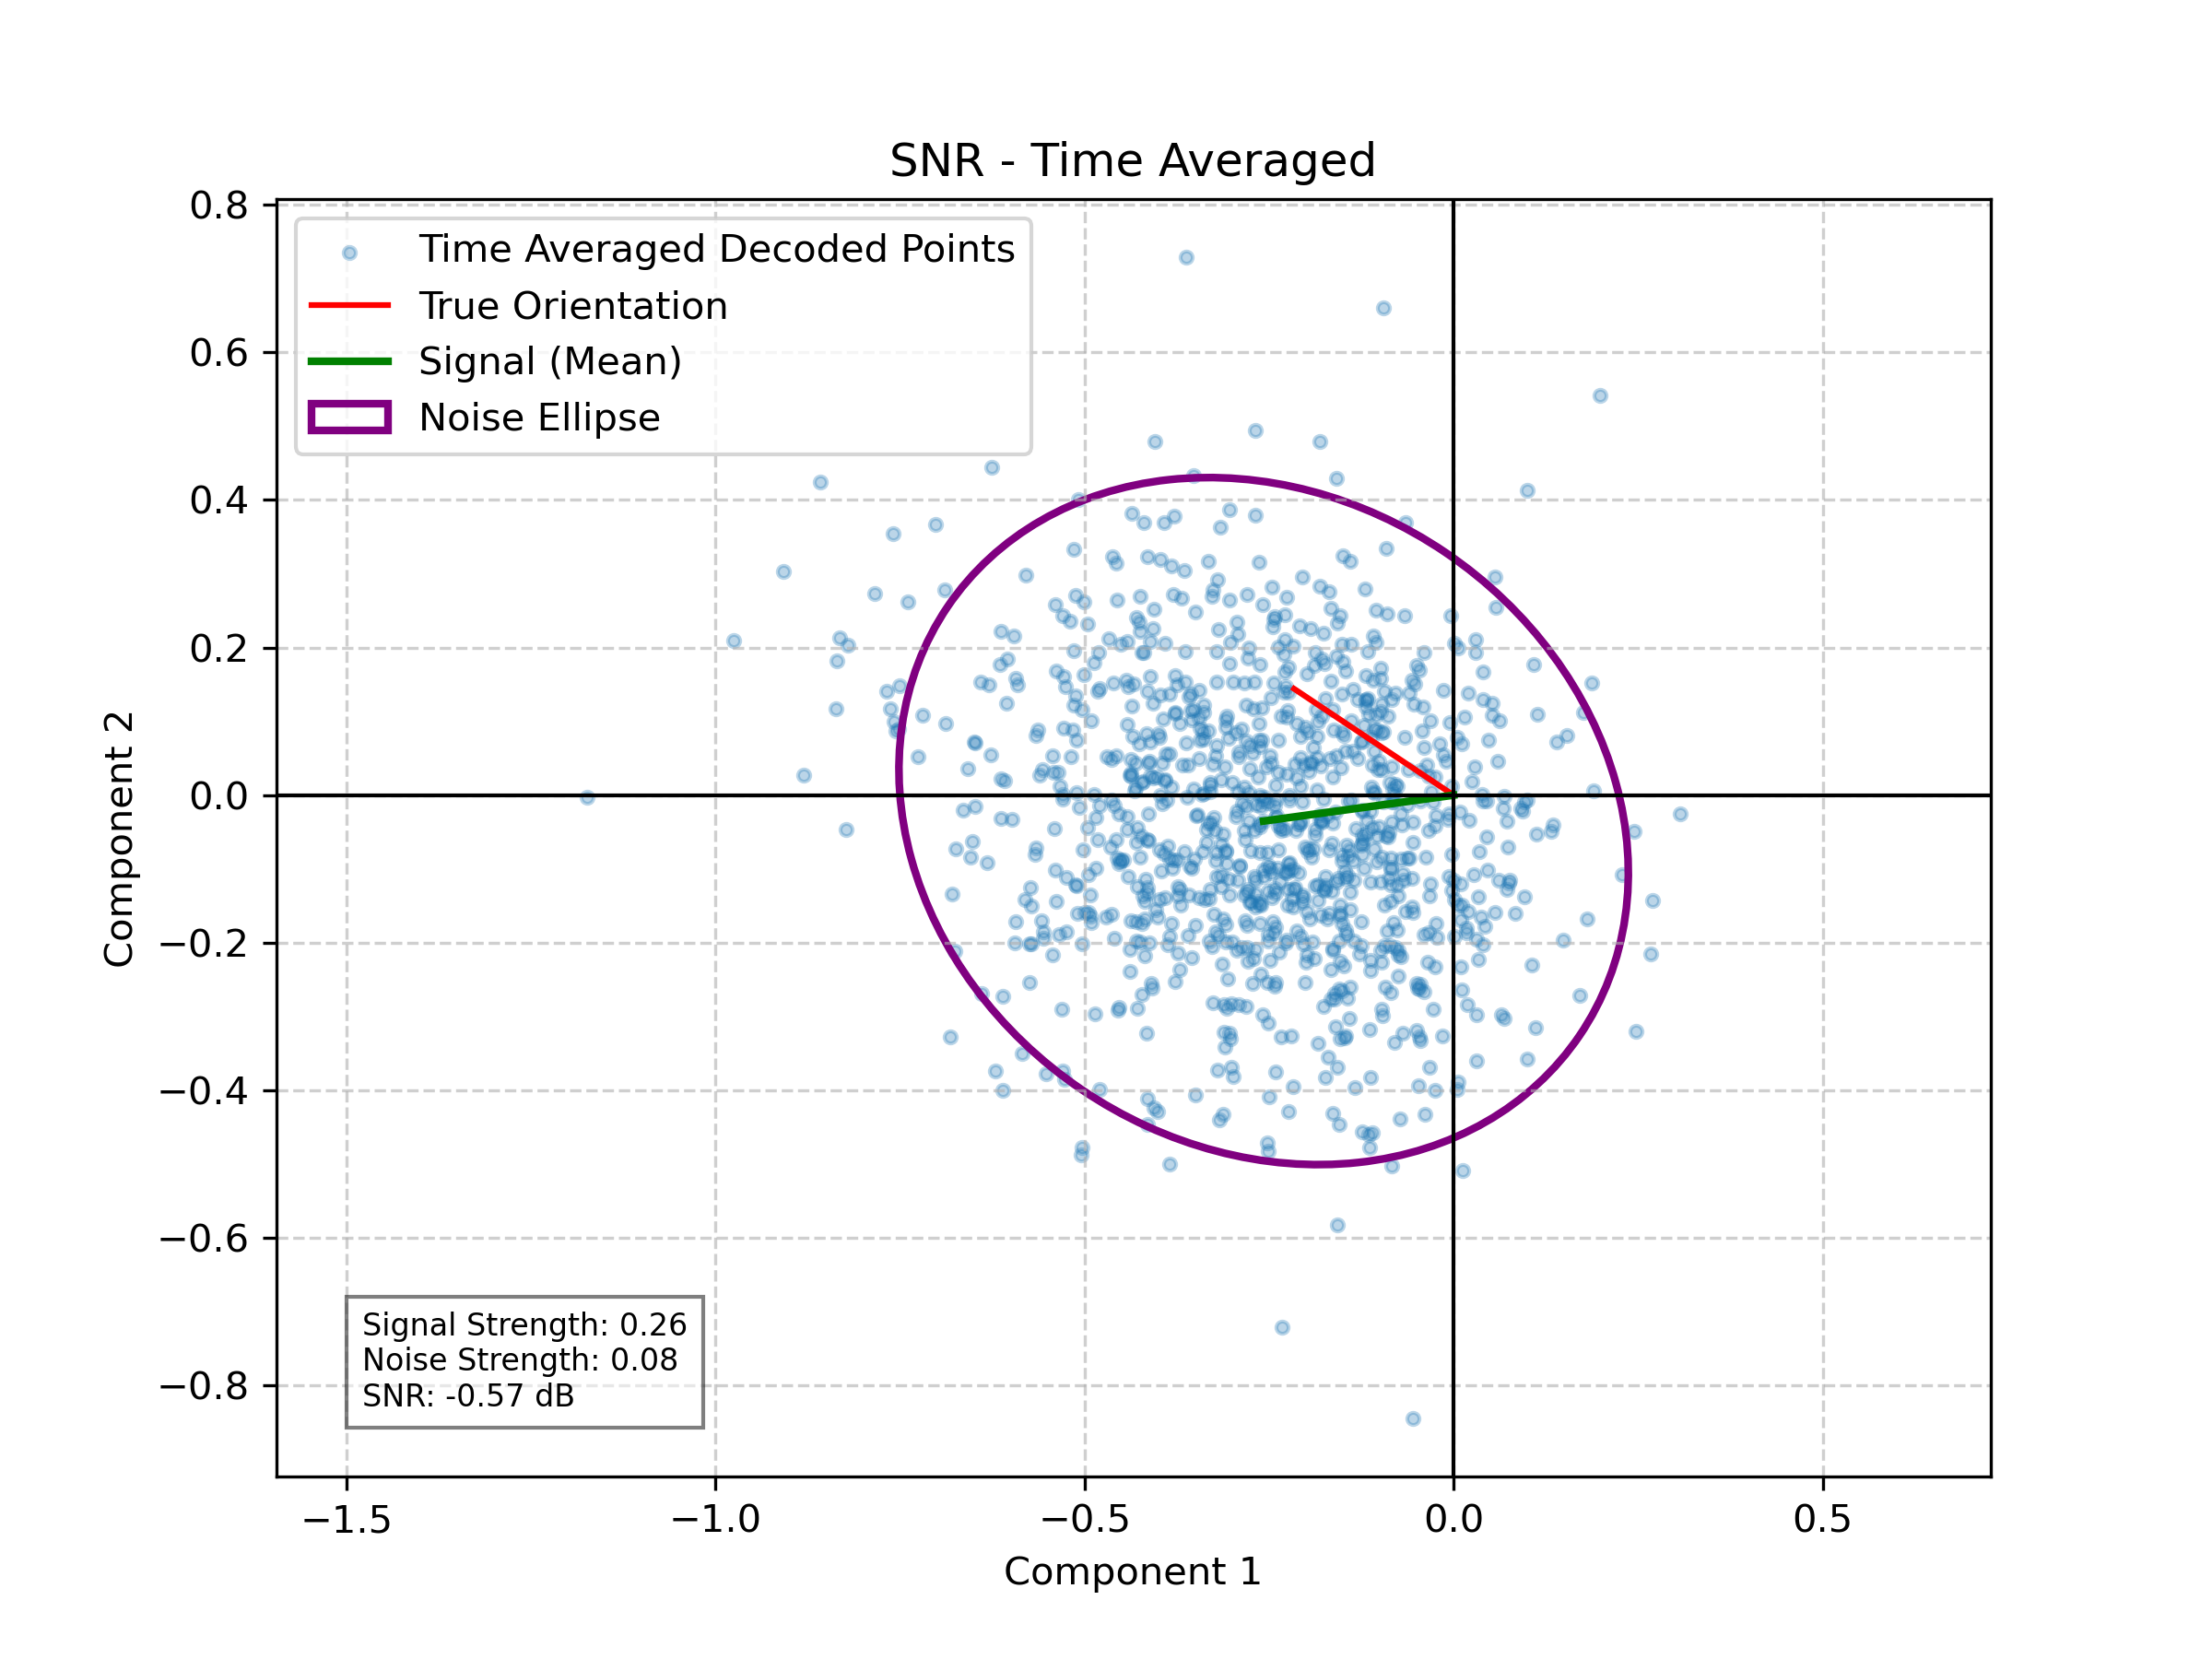 SNR - Time Averaged
Time Averaged Decoded Points
True Orientation
Signal (Mean)
Noise Ellipse
0.8
0.6
0.4
0.2
0.0
−0.2
−0.4
−0.6
−0.8
Component 2
Signal Strength: 0.26
Noise Strength: 0.08
SNR: -0.57 dB
−1.5
−1.0
−0.5
0.0
0.5
Component 1